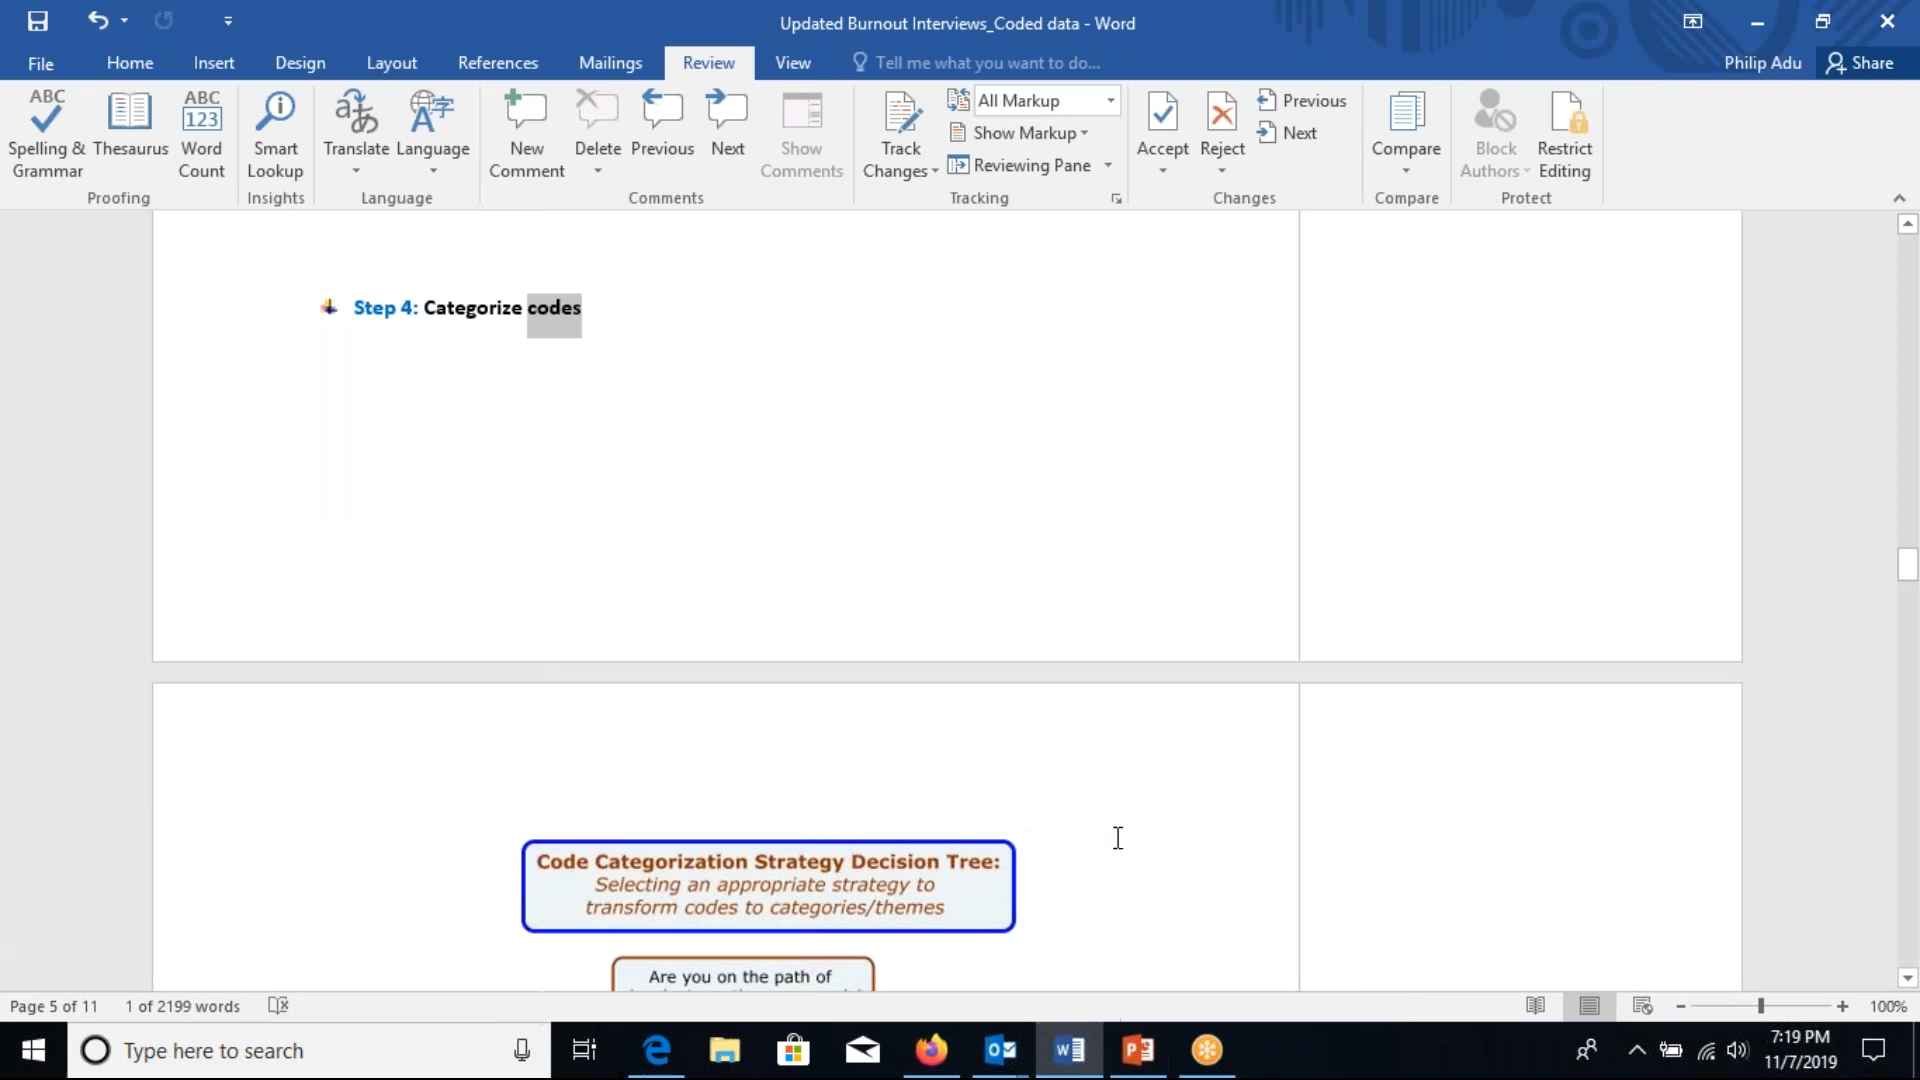 Updated Burnout Interviews_Coded data - Word
File Home Insert Design Layout References Mailings Review View Tell me what you want to do... Philip Adu Share
ABC
Spelling &
Grammar
Thesaurus
ABC
123
Word
Count
Proofing
Smart
Lookup
Insights
Translate
Language
Language
New
Comment
Delete
Previous
Next
Show
Comments
Comments
Track
Changes
All Markup
Show Markup
Reviewing Pane
Tracking
Accept
Reject
Previous
Next
Changes
Compare
Compare
Block
Authors
Restrict
Editing
Protect
Step 4: Categorize codes
Code Categorization Strategy Decision Tree:
Selecting an appropriate strategy to
transform codes to categories/themes
Are you on the path of
Page 5 of 11 1 of 2199 words 100%
Type here to search
7:19 PM
11/7/2019